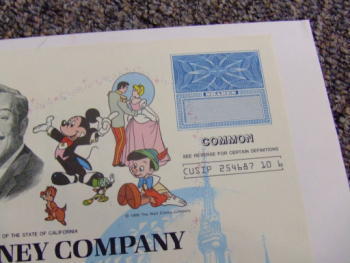 NUMBER
COMMON
SEE REVERSE FOR CERTAIN DEFINITIONS
CUSIP 254687 10 6
The Walt Disney Company
OF THE STATE OF CALIFORNIA
NEY COMPANY